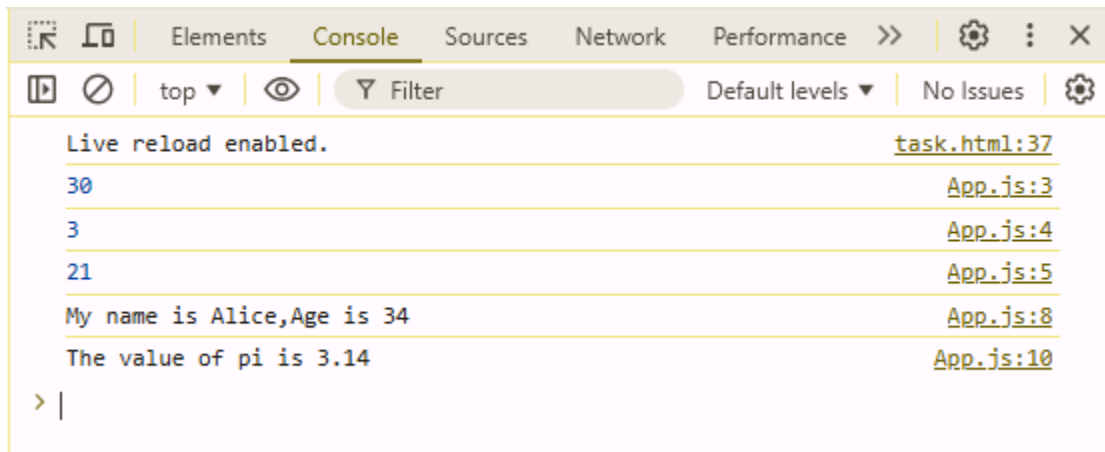 Elements Console Sources Network Performance
top Filter Default levels No Issues
Live reload enabled. task.html:37
30 App.js:3
3 App.js:4
21 App.js:5
My name is Alice,Age is 34 App.js:8
The value of pi is 3.14 App.js:10